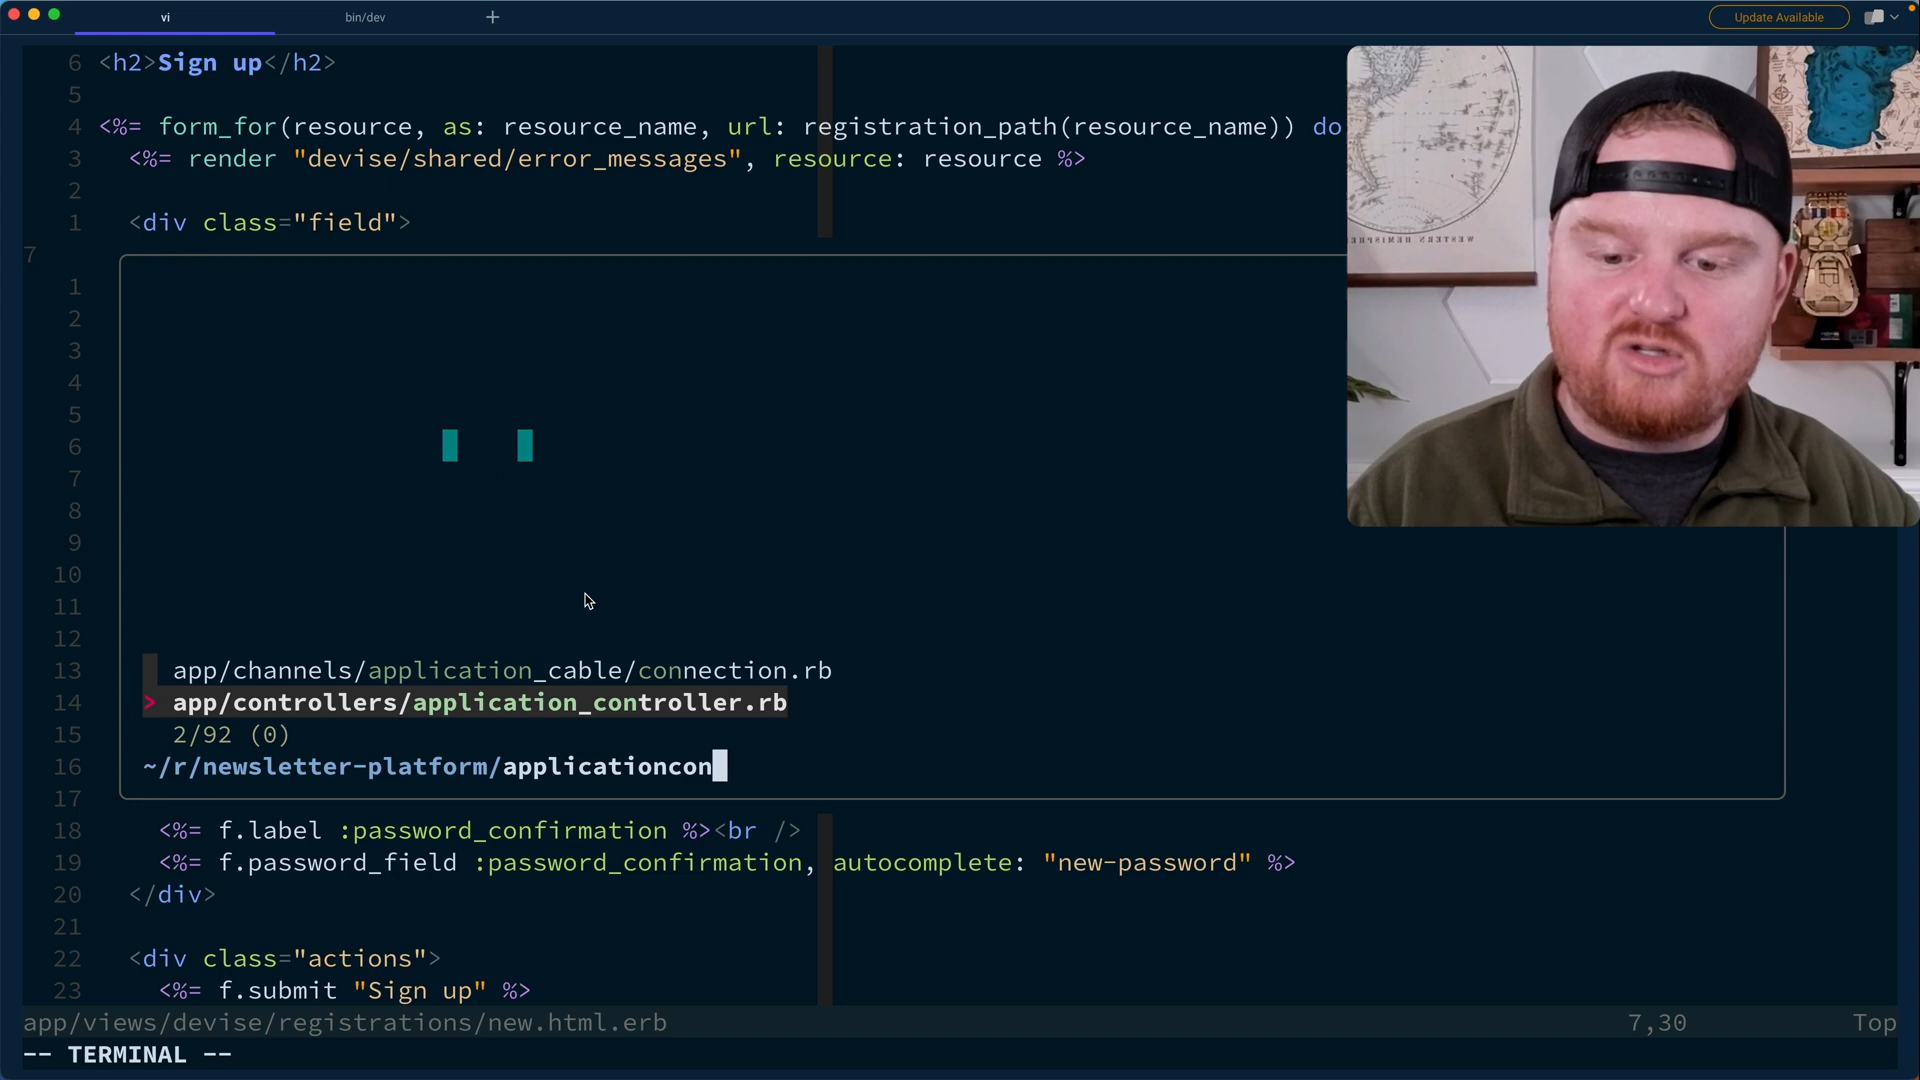 vi
bin/dev
Update Available
6 <h2>Sign up</h2>
5
4 <%= form_for(resource, as: resource_name, url: registration_path(resource_name)) do
3 <%= render "devise/shared/error_messages", resource: resource %>
2
1 <div class="field">
7
1
2
3
4
5
6
7
8
9
10
11
12
13 app/channels/application_cable/connection.rb
14 > app/controllers/application_controller.rb
15 2/92 (0)
16 ~/r/newsletter-platform/applicationcon
17
18 <%= f.label :password_confirmation %><br />
19 <%= f.password_field :password_confirmation, autocomplete: "new-password" %>
20 </div>
21
22 <div class="actions">
23 <%= f.submit "Sign up" %>
app/views/devise/registrations/new.html.erb 7,30 Top
-- TERMINAL --